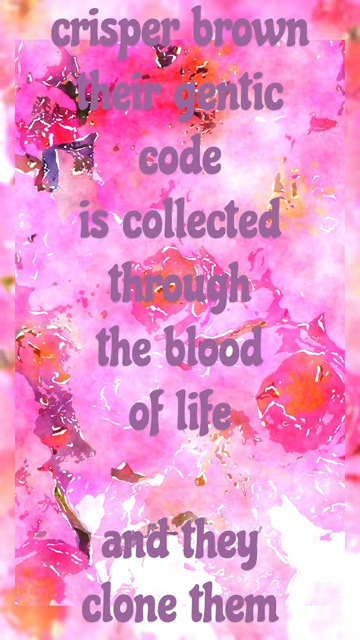 crisper brown
their gentic
code
is collected
through
the blood
of life
and they
clone them